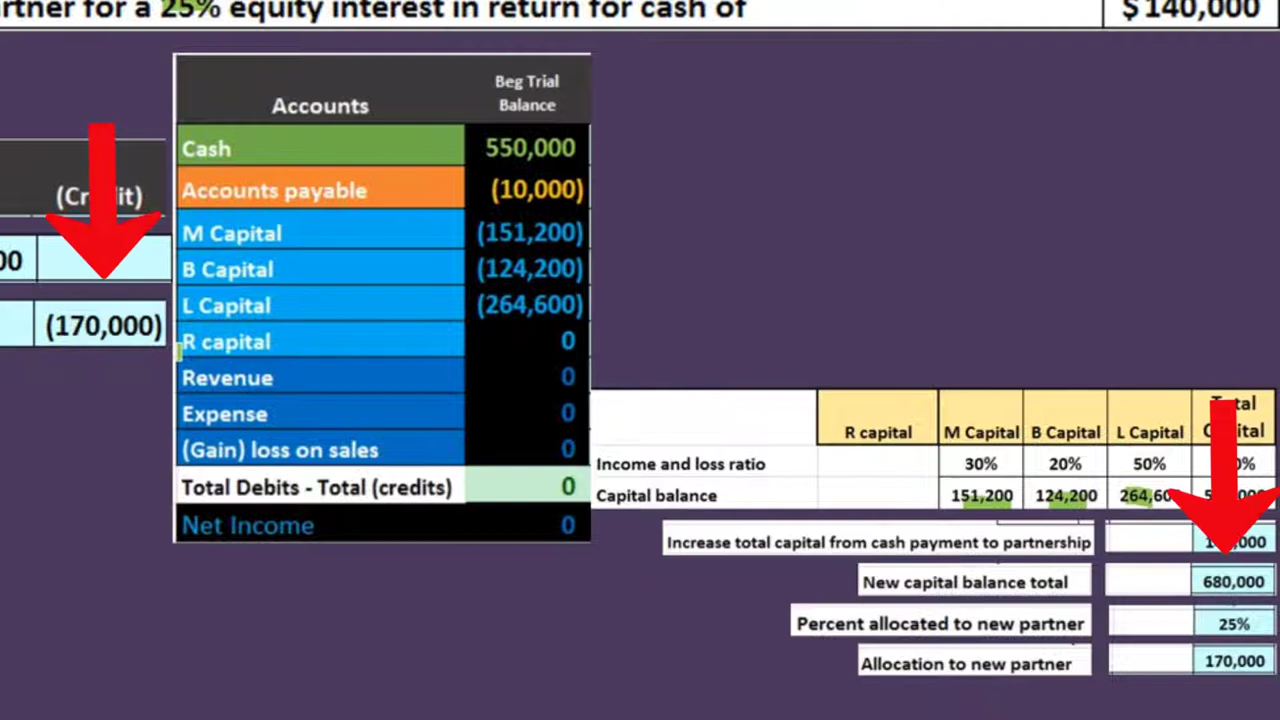 rtner for a 25% equity interest in return for cash of $140,000
Accounts Beg Trial Balance
Cash 550,000
Accounts payable (10,000)
M Capital (151,200)
B Capital (124,200)
L Capital (264,600)
R capital 0
Revenue 0
Expense 0
(Gain) loss on sales 0
Total Debits - Total (credits) 0
Net Income 0
00
(170,000)
R capital M Capital B Capital L Capital
Income and loss ratio 30% 20% 50%
Capital balance 151,200 124,200
Increase total capital from cash payment to partnership
New capital balance total 680,000
Percent allocated to new partner 25%
Allocation to new partner 170,000